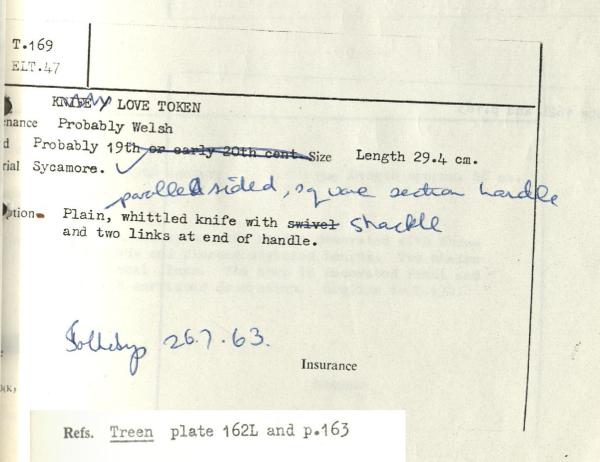 T.169
ELT.47
KNIFE LOVE TOKEN
nance Probably Welsh
d Probably 19th or early 20th cent. Size Length 29.4 cm.
rial Sycamore.
parallel sided, square section handle
ption Plain, whittled knife with swivel shackle
and two links at end of handle.
Sothebys 26.7.63.
Insurance
(K)
Refs. Treen plate 162L and p.163